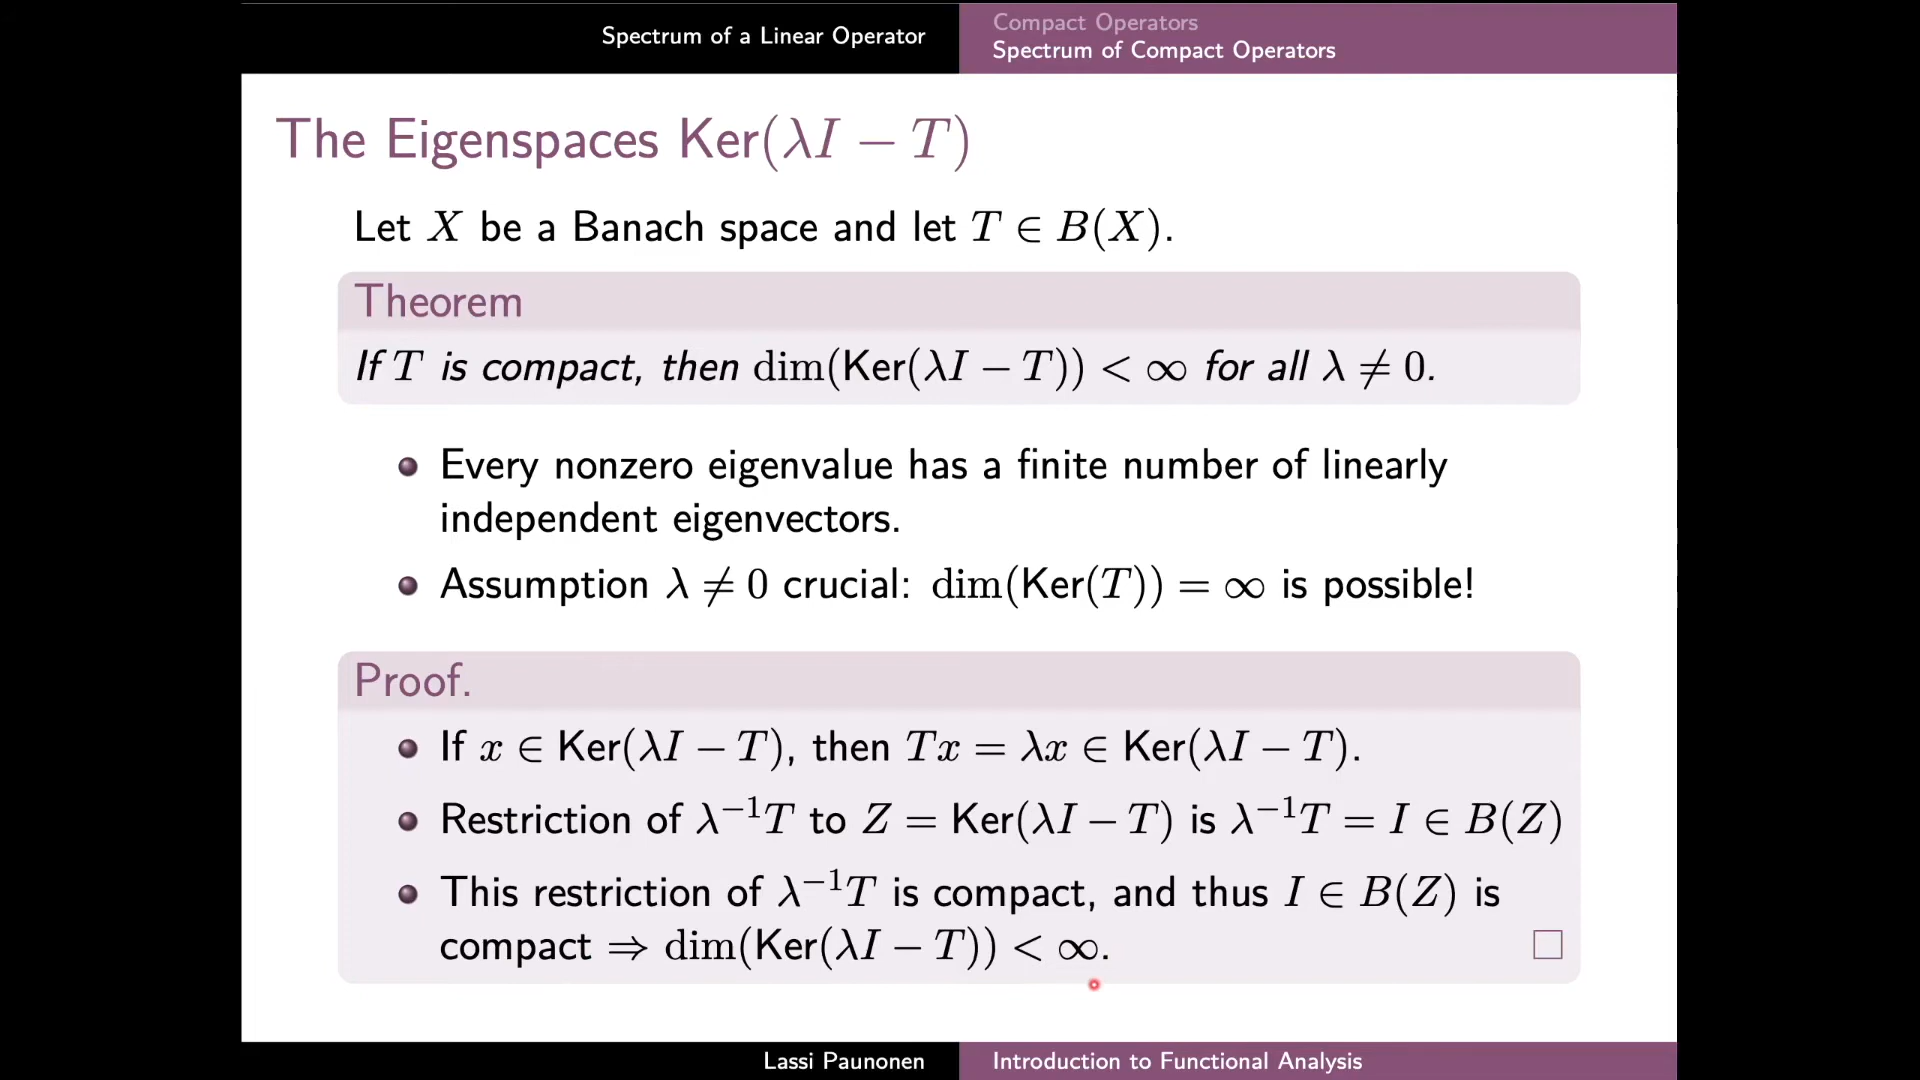 Spectrum of a Linear Operator
Compact Operators
Spectrum of Compact Operators
The Eigenspaces Ker(λI − T)
Let X be a Banach space and let T ∈ B(X).
Theorem
If T is compact, then dim(Ker(λI − T)) < ∞ for all λ ≠ 0.
Every nonzero eigenvalue has a finite number of linearly
independent eigenvectors.
Assumption λ ≠ 0 crucial: dim(Ker(T)) = ∞ is possible!
Proof.
If x ∈ Ker(λI − T), then Tx = λx ∈ Ker(λI − T).
Restriction of λ⁻¹T to Z = Ker(λI − T) is λ⁻¹T = I ∈ B(Z)
This restriction of λ⁻¹T is compact, and thus I ∈ B(Z) is
compact ⇒ dim(Ker(λI − T)) < ∞. □
Lassi Paunonen
Introduction to Functional Analysis